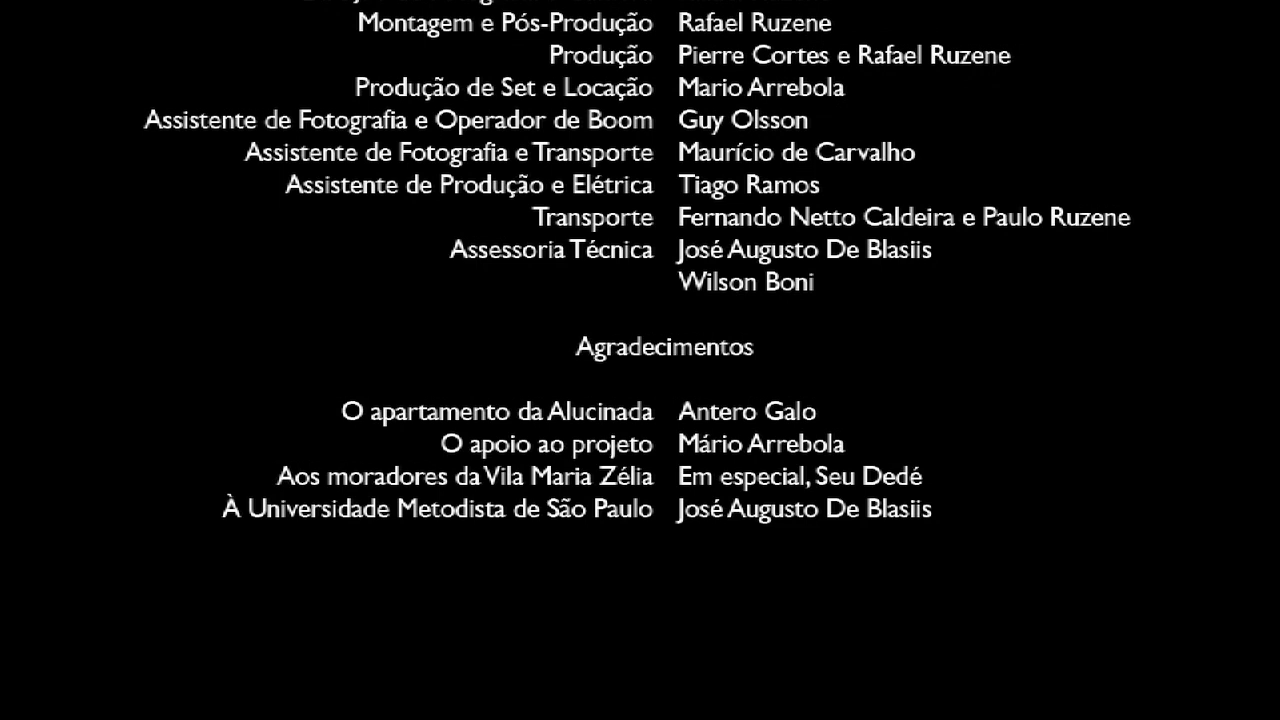 Montagem e Pós-Produção Rafael Ruzene
Produção Pierre Cortes e Rafael Ruzene
Produção de Set e Locação Mario Arrebola
Assistente de Fotografia e Operador de Boom Guy Olsson
Assistente de Fotografia e Transporte Maurício de Carvalho
Assistente de Produção e Elétrica Tiago Ramos
Transporte Fernando Netto Caldeira e Paulo Ruzene
Assessoria Técnica José Augusto De Blasiis
Wilson Boni
Agradecimentos
O apartamento da Alucinada Antero Galo
O apoio ao projeto Mário Arrebola
Aos moradores da Vila Maria Zélia Em especial, Seu Dedé
À Universidade Metodista de São Paulo José Augusto De Blasiis